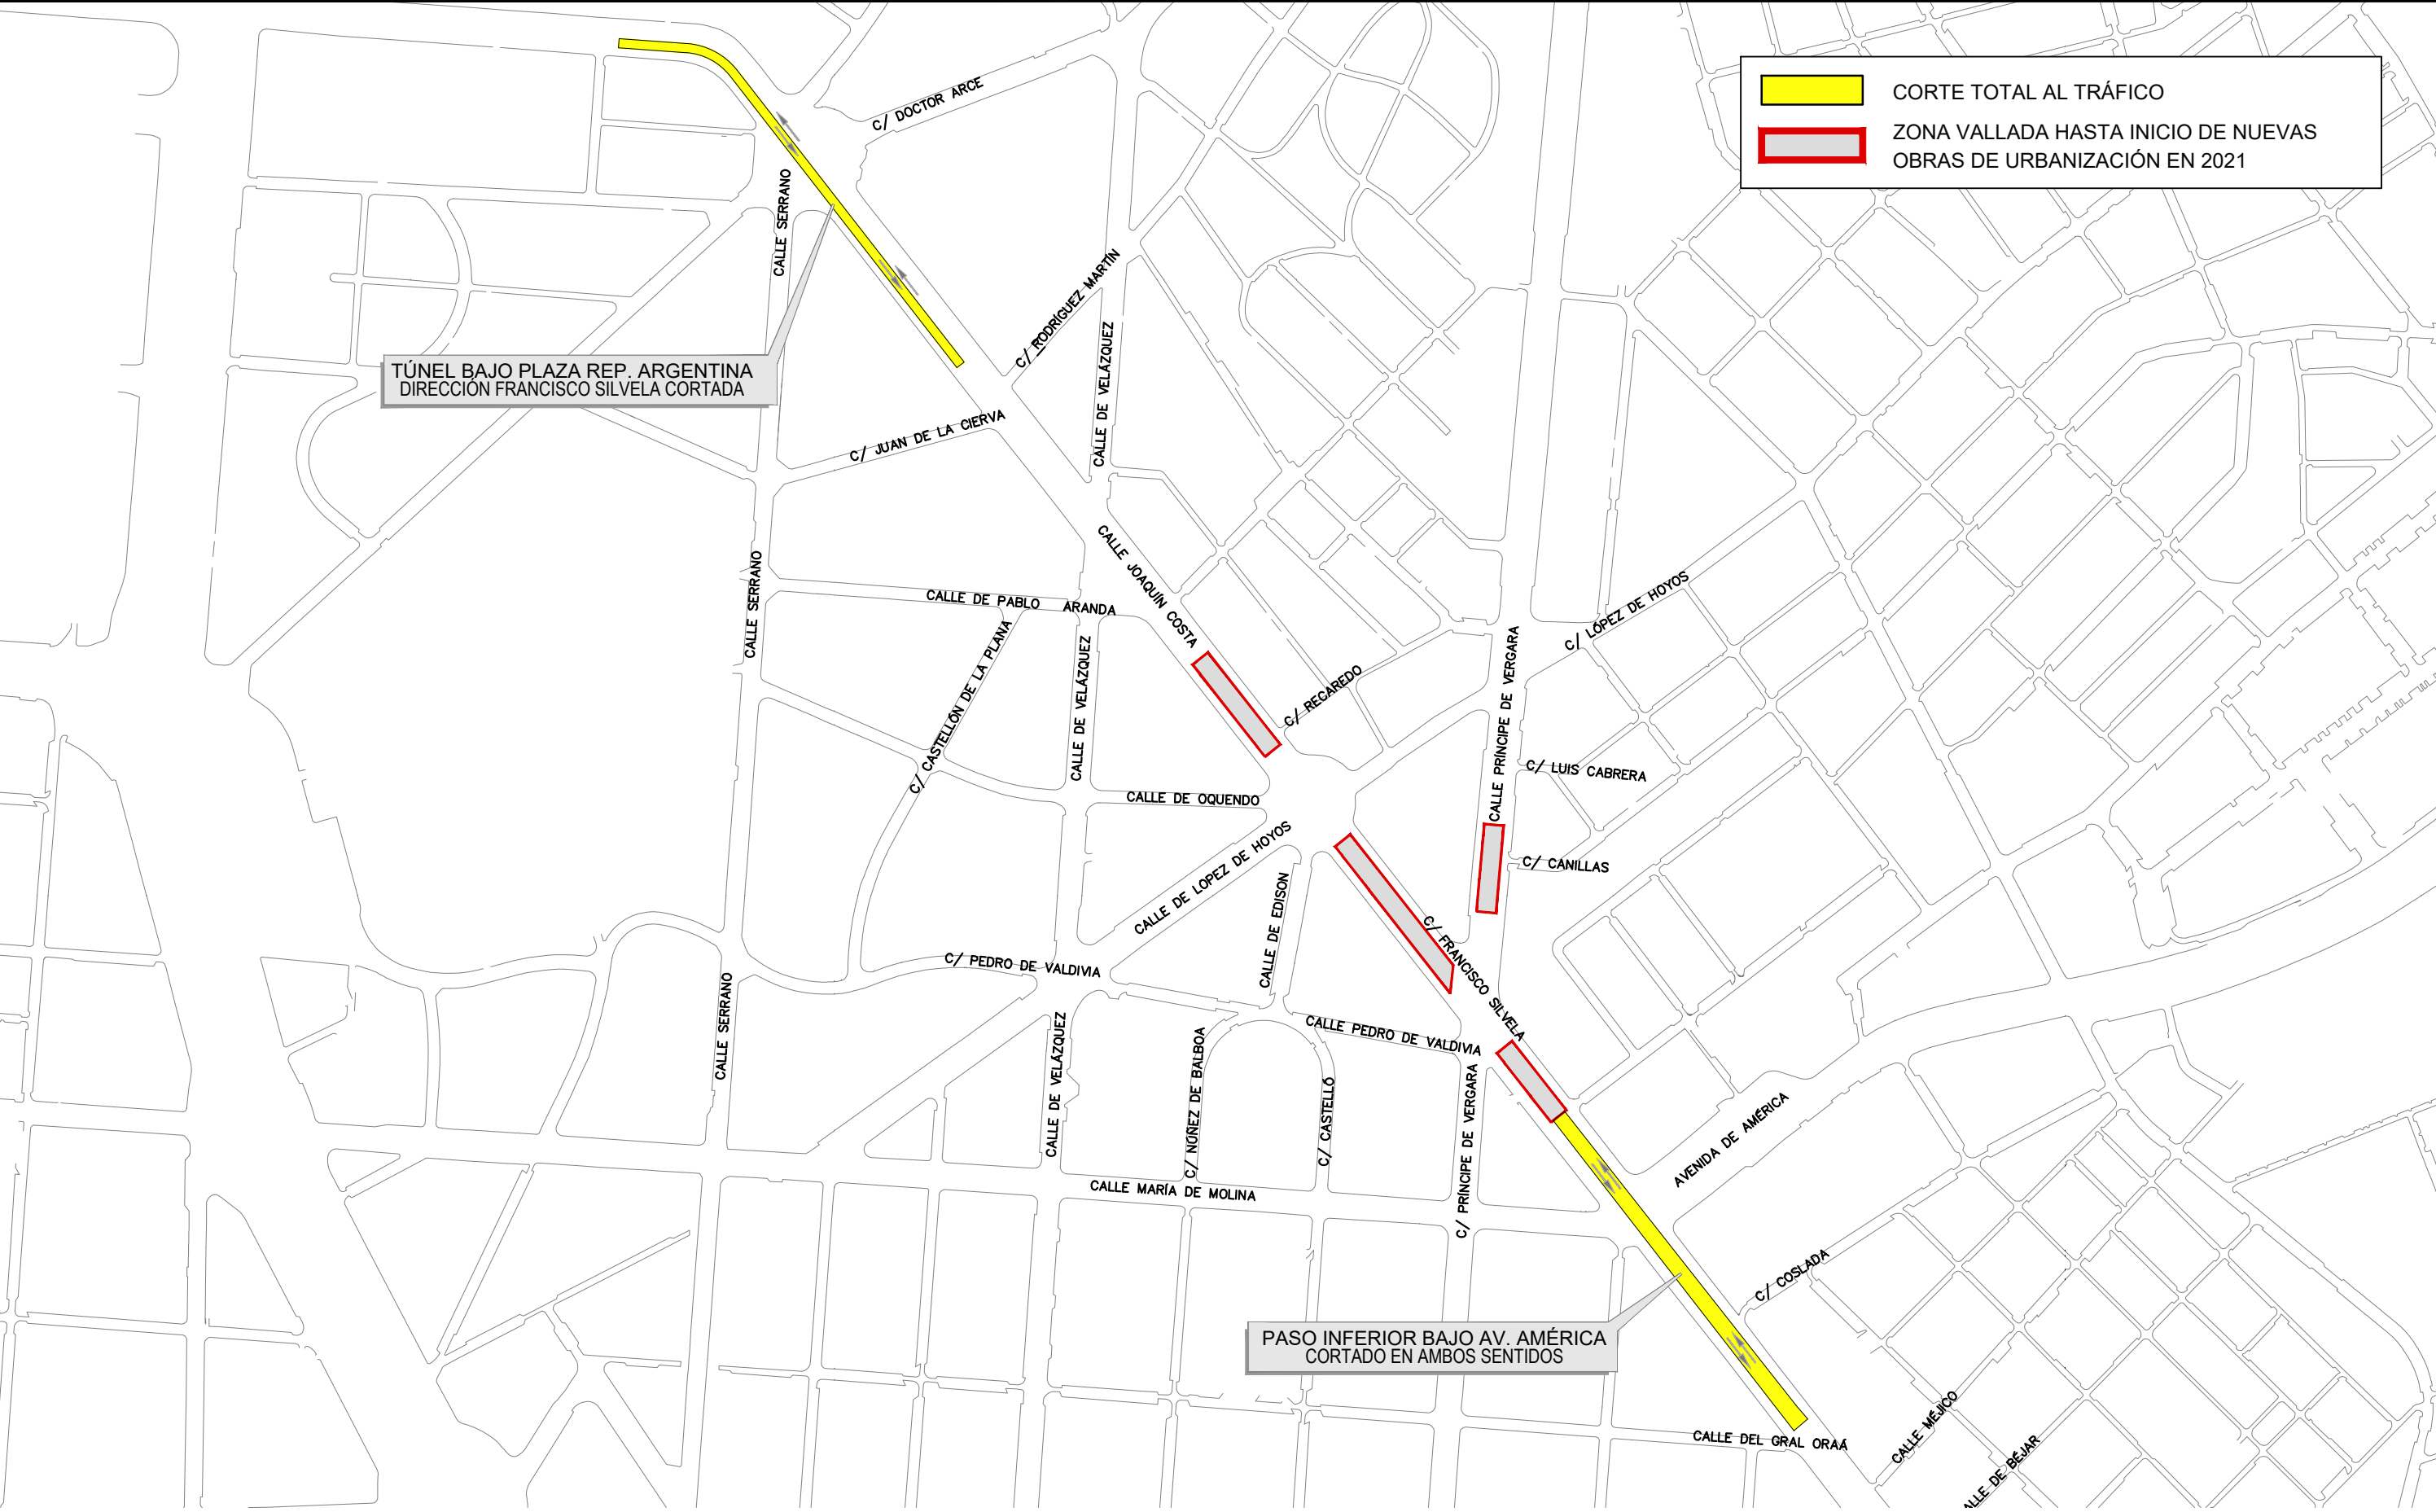 CORTE TOTAL AL TRÁFICO
ZONA VALLADA HASTA INICIO DE NUEVAS
OBRAS DE URBANIZACIÓN EN 2021
C/ DOCTOR ARCE
CALLE SERRANO
C/ RODRÍGUEZ MARTÍN
CALLE DE VELÁZQUEZ
TÚNEL BAJO PLAZA REP. ARGENTINA
DIRECCIÓN FRANCISCO SILVELA CORTADA
C/ JUAN DE LA CIERVA
CALLE JOAQUÍN COSTA
CALLE SERRANO
CALLE DE PABLO ARANDA
C/ CASTELLÓN DE LA PLANA
CALLE DE VELÁZQUEZ
C/ LÓPEZ DE HOYOS
CALLE PRÍNCIPE DE VERGARA
C/ RECAREDO
C/ LUIS CABRERA
CALLE DE OQUENDO
CALLE DE LOPEZ DE HOYOS
C/ CANILLAS
CALLE DE EDISON
C/ FRANCISCO SILVELA
C/ PEDRO DE VALDIVIA
CALLE SERRANO
CALLE DE VELÁZQUEZ
C/ NÚÑEZ DE BALBOA
CALLE PEDRO DE VALDIVIA
C/ CASTELLÓ
C/ PRÍNCIPE DE VERGARA
AVENIDA DE AMÉRICA
CALLE MARÍA DE MOLINA
C/ COSLADA
PASO INFERIOR BAJO AV. AMÉRICA
CORTADO EN AMBOS SENTIDOS
CALLE DEL GRAL ORAÁ
CALLE MÉJICO
ALLE DE BÉJAR